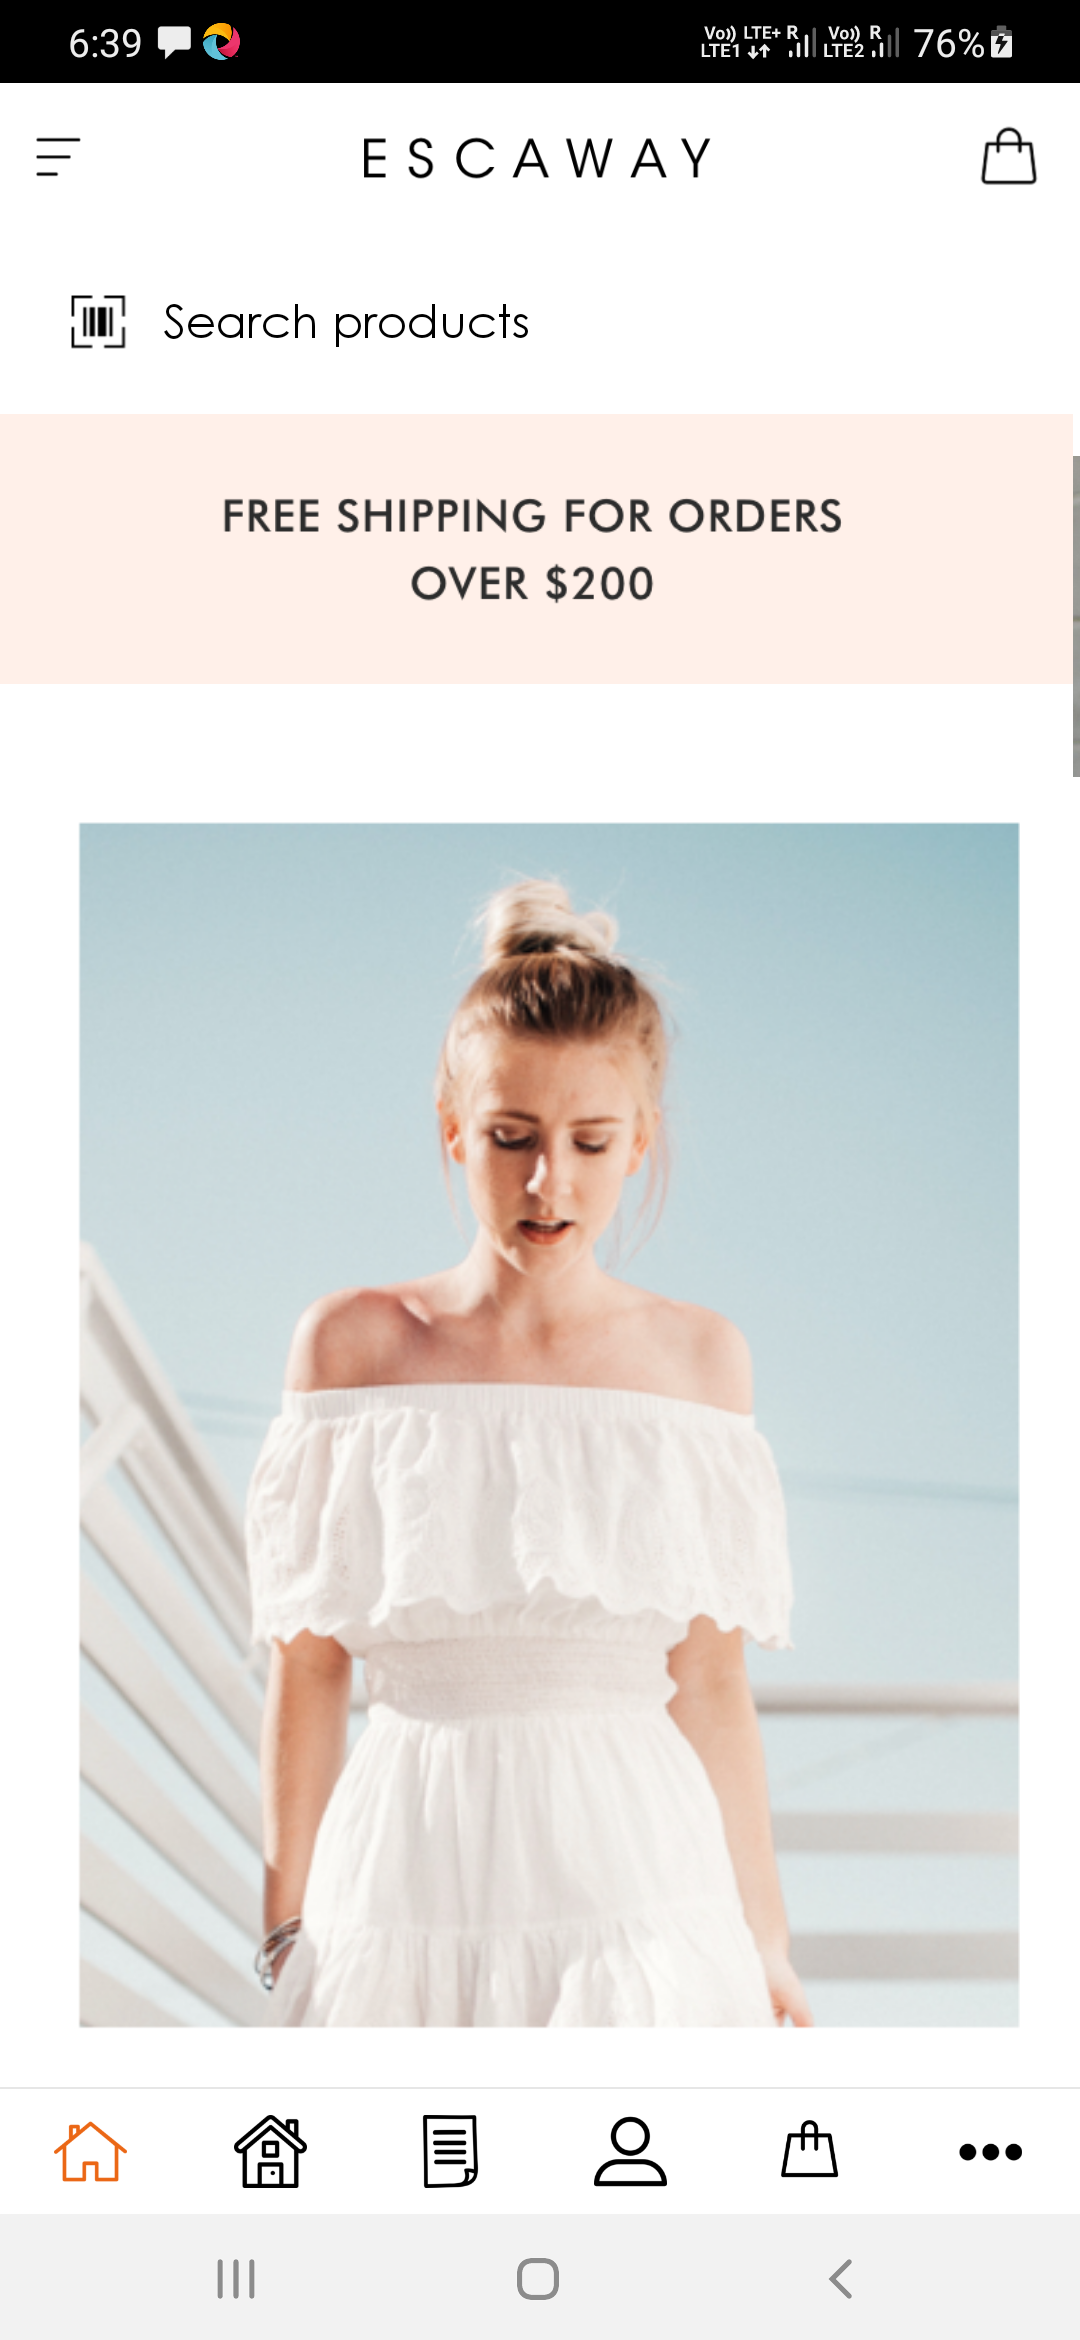 6:39 Vo)) LTE+ R Vo)) R 76%
LTE1 LTE2
ESCAWAY
Search products
FREE SHIPPING FOR ORDERS
OVER $200